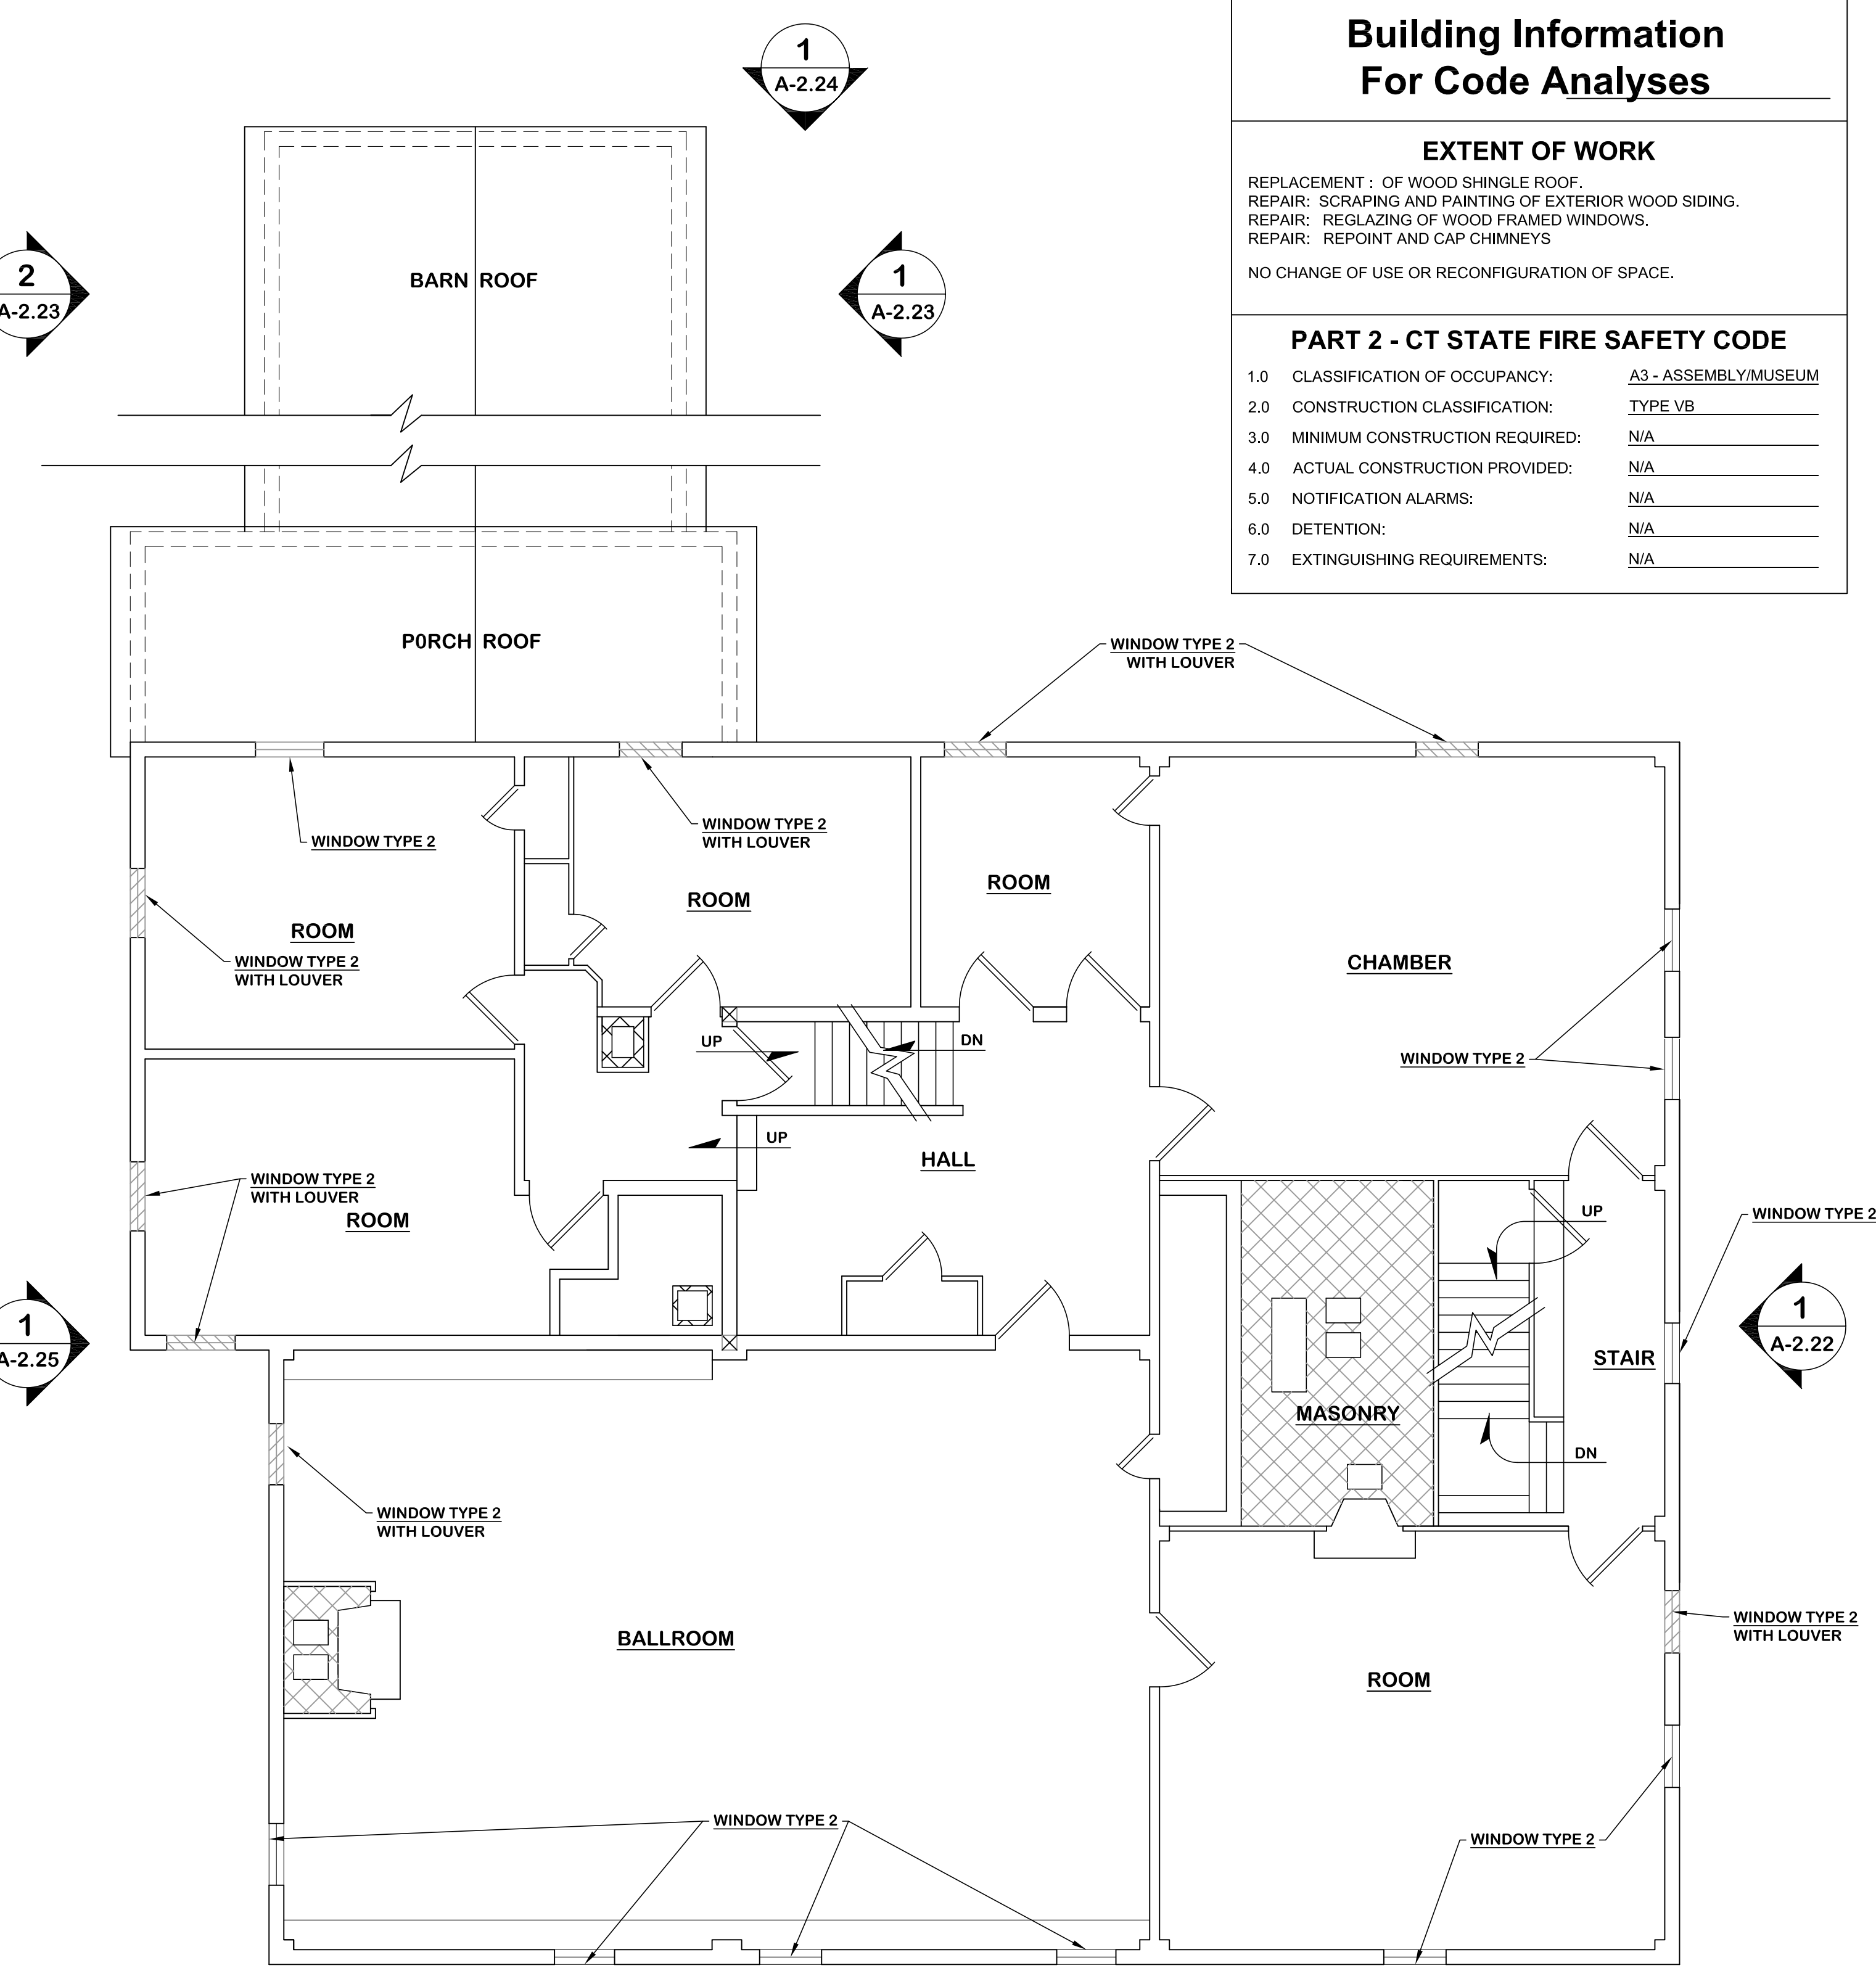 Building Information
For Code Analyses
EXTENT OF WORK
REPLACEMENT : OF WOOD SHINGLE ROOF.
REPAIR: SCRAPING AND PAINTING OF EXTERIOR WOOD SIDING.
REPAIR: REGLAZING OF WOOD FRAMED WINDOWS.
REPAIR: REPOINT AND CAP CHIMNEYS
NO CHANGE OF USE OR RECONFIGURATION OF SPACE.
PART 2 - CT STATE FIRE SAFETY CODE
1.0 CLASSIFICATION OF OCCUPANCY: A3 - ASSEMBLY/MUSEUM
2.0 CONSTRUCTION CLASSIFICATION: TYPE VB
3.0 MINIMUM CONSTRUCTION REQUIRED: N/A
4.0 ACTUAL CONSTRUCTION PROVIDED: N/A
5.0 NOTIFICATION ALARMS: N/A
6.0 DETENTION: N/A
7.0 EXTINGUISHING REQUIREMENTS: N/A
1
A-2.24
2
A-2.23
BARN ROOF
1
A-2.23
P0RCH ROOF
WINDOW TYPE 2
WITH LOUVER
WINDOW TYPE 2
WINDOW TYPE 2
WITH LOUVER
ROOM
ROOM
ROOM
WINDOW TYPE 2
WITH LOUVER
CHAMBER
UP
DN
WINDOW TYPE 2
UP
HALL
WINDOW TYPE 2
WITH LOUVER
ROOM
UP
WINDOW TYPE 2
1
A-2.25
1
A-2.22
STAIR
MASONRY
DN
WINDOW TYPE 2
WITH LOUVER
BALLROOM
WINDOW TYPE 2
WITH LOUVER
ROOM
WINDOW TYPE 2
WINDOW TYPE 2